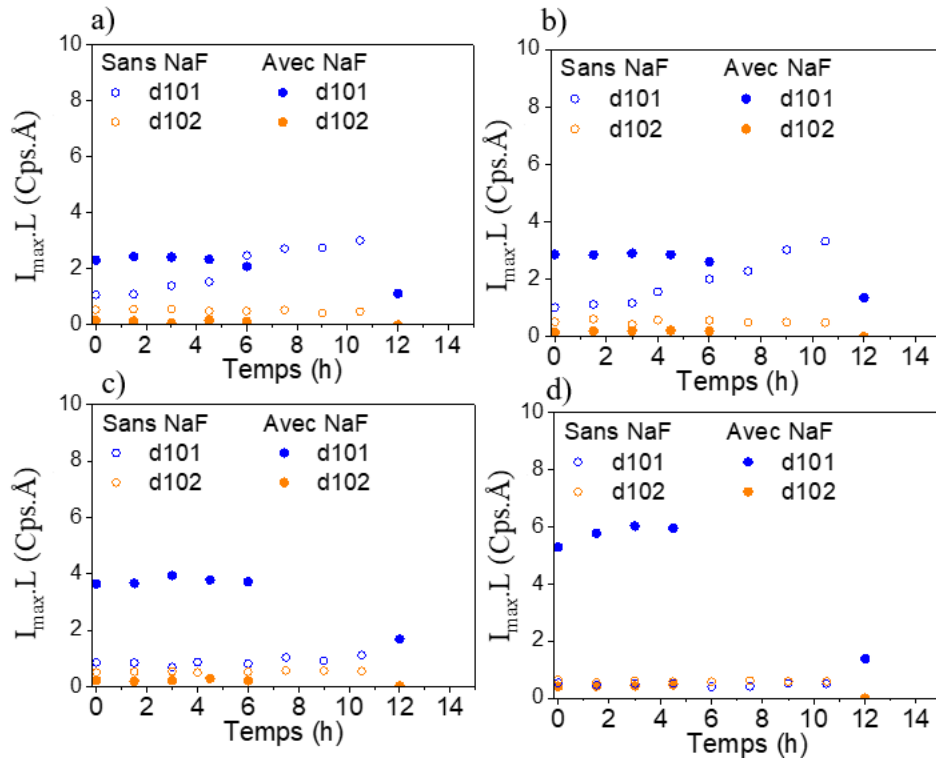 a)
I_max.L (Cps.Å)
10
8
6
4
2
0
Sans NaF Avec NaF
d101 d101
d102 d102
0 2 4 6 8 10 12 14
Temps (h)
b)
I_max.L (Cps.Å)
10
8
6
4
2
0
Sans NaF Avec NaF
d101 d101
d102 d102
0 2 4 6 8 10 12 14
Temps (h)
c)
I_max.L (Cps.Å)
10
8
6
4
2
0
Sans NaF Avec NaF
d101 d101
d102 d102
0 2 4 6 8 10 12 14
Temps (h)
d)
I_max.L (Cps.Å)
10
8
6
4
2
0
Sans NaF Avec NaF
d101 d101
d102 d102
0 2 4 6 8 10 12 14
Temps (h)